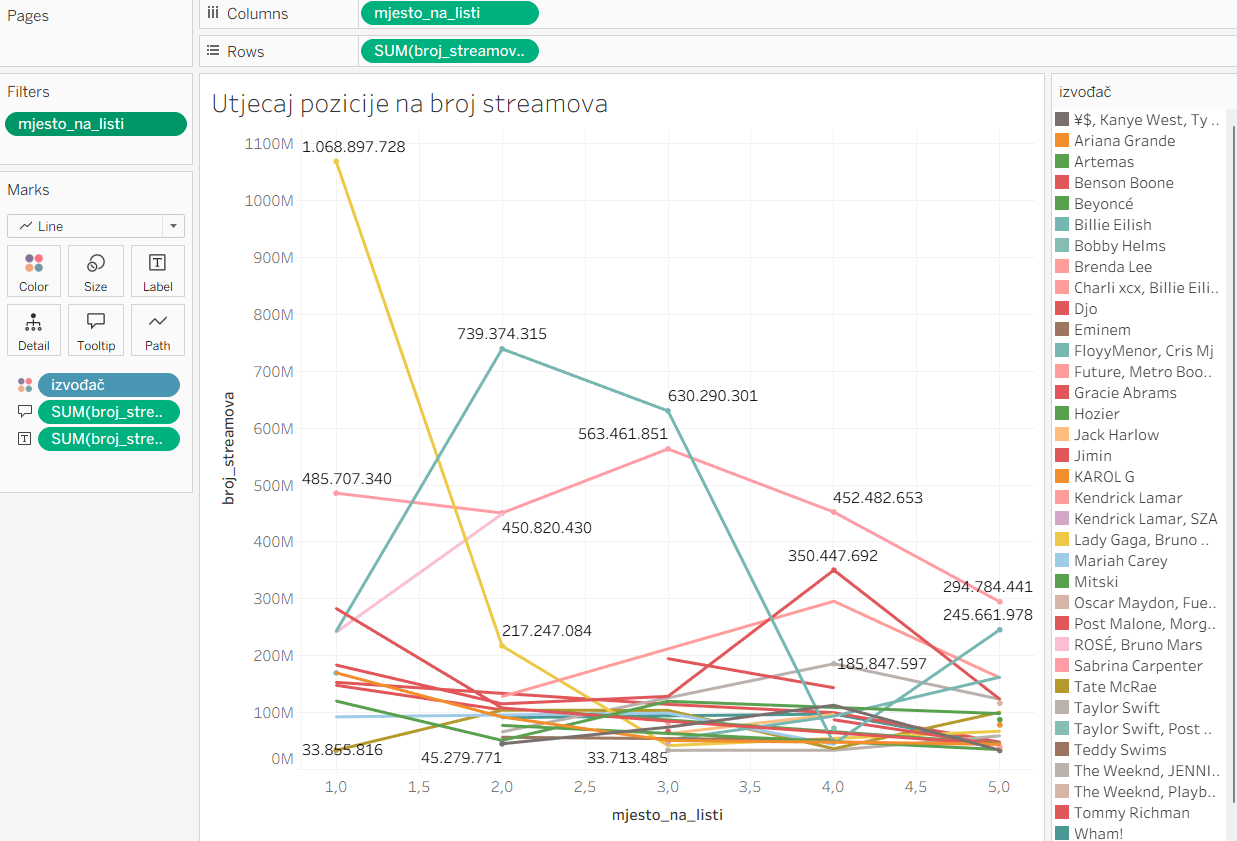 Pages
Columns
mjesto_na_listi
Rows
SUM(broj_streamov..
Filters
mjesto_na_listi
Marks
Line
Color
Size
Label
Detail
Tooltip
Path
izvođač
SUM(broj_stre..
SUM(broj_stre..
Utjecaj pozicije na broj streamova
broj_streamova
1100M
1000M
900M
800M
700M
600M
500M
400M
300M
200M
100M
0M
1.068.897.728
739.374.315
630.290.301
563.461.851
485.707.340
452.482.653
450.820.430
350.447.692
294.784.441
245.661.978
217.247.084
185.847.597
33.855.816
45.279.771
33.713.485
1,0
1,5
2,0
2,5
3,0
3,5
4,0
4,5
5,0
mjesto_na_listi
izvođač
¥$, Kanye West, Ty ..
Ariana Grande
Artemas
Benson Boone
Beyoncé
Billie Eilish
Bobby Helms
Brenda Lee
Charli xcx, Billie Eili..
Djo
Eminem
FloyyMenor, Cris Mj
Future, Metro Boo..
Gracie Abrams
Hozier
Jack Harlow
Jimin
KAROL G
Kendrick Lamar
Kendrick Lamar, SZA
Lady Gaga, Bruno ..
Mariah Carey
Mitski
Oscar Maydon, Fue..
Post Malone, Morg..
ROSÉ, Bruno Mars
Sabrina Carpenter
Tate McRae
Taylor Swift
Taylor Swift, Post ..
Teddy Swims
The Weeknd, JENNI..
The Weeknd, Playb..
Tommy Richman
Wham!